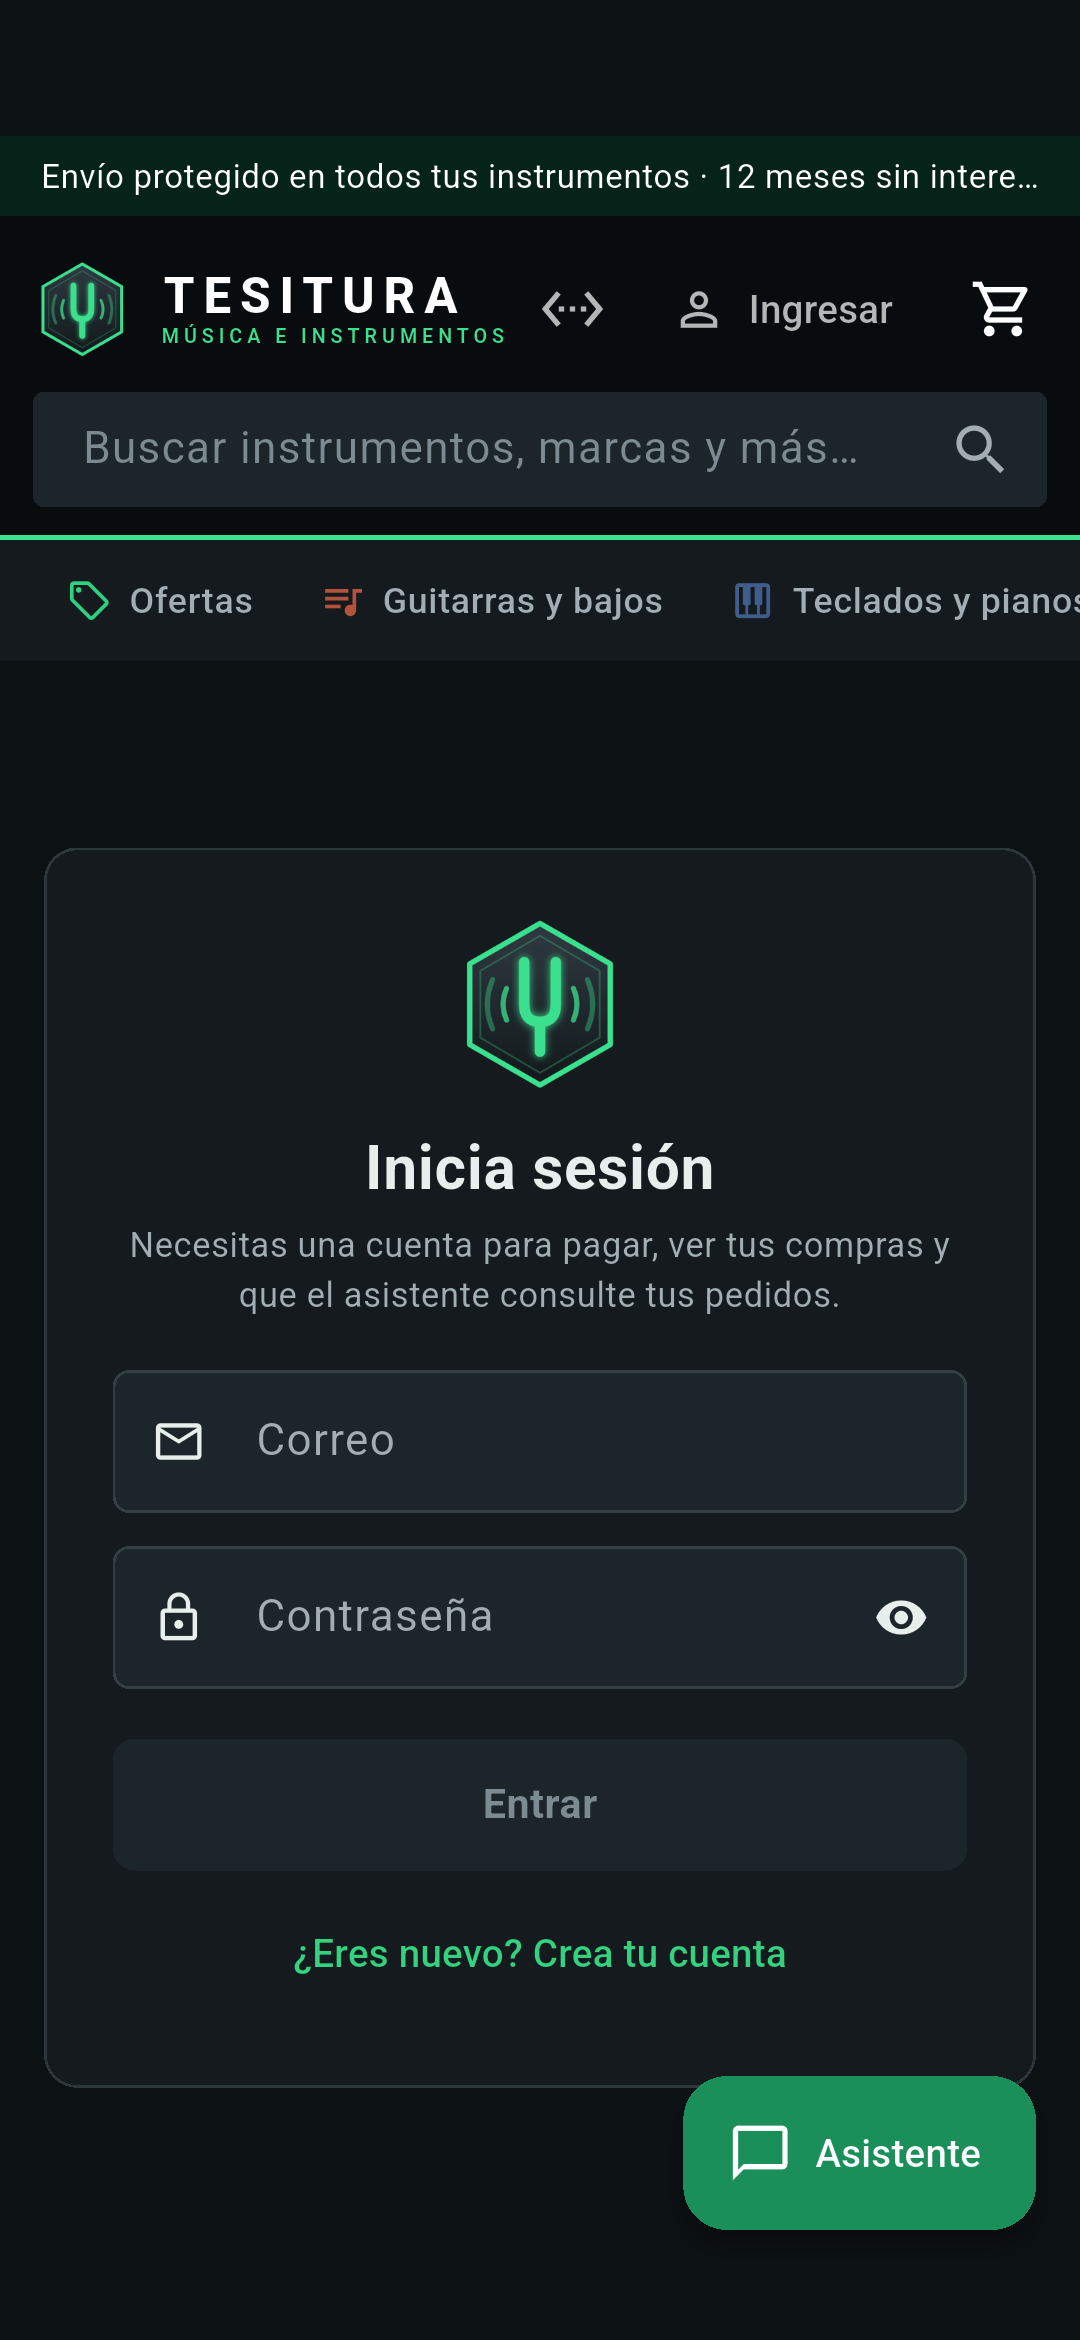 Envío protegido en todos tus instrumentos · 12 meses sin intere...
TESITURA
MÚSICA E INSTRUMENTOS
Ingresar
Buscar instrumentos, marcas y más...
Ofertas
Guitarras y bajos
Teclados y pianos
Inicia sesión
Necesitas una cuenta para pagar, ver tus compras y
que el asistente consulte tus pedidos.
Correo
Contraseña
Entrar
¿Eres nuevo? Crea tu cuenta
Asistente